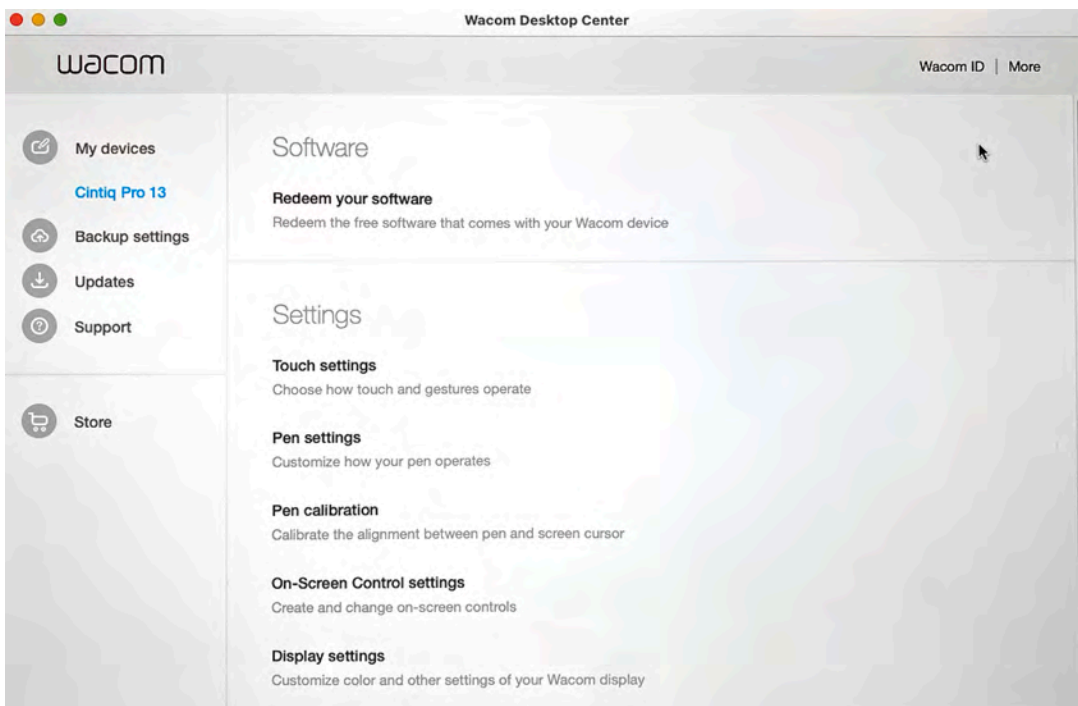 Wacom Desktop Center
wacom
Wacom ID | More
My devices
Cintiq Pro 13
Backup settings
Updates
Support
Store
Software
Redeem your software
Redeem the free software that comes with your Wacom device
Settings
Touch settings
Choose how touch and gestures operate
Pen settings
Customize how your pen operates
Pen calibration
Calibrate the alignment between pen and screen cursor
On-Screen Control settings
Create and change on-screen controls
Display settings
Customize color and other settings of your Wacom display